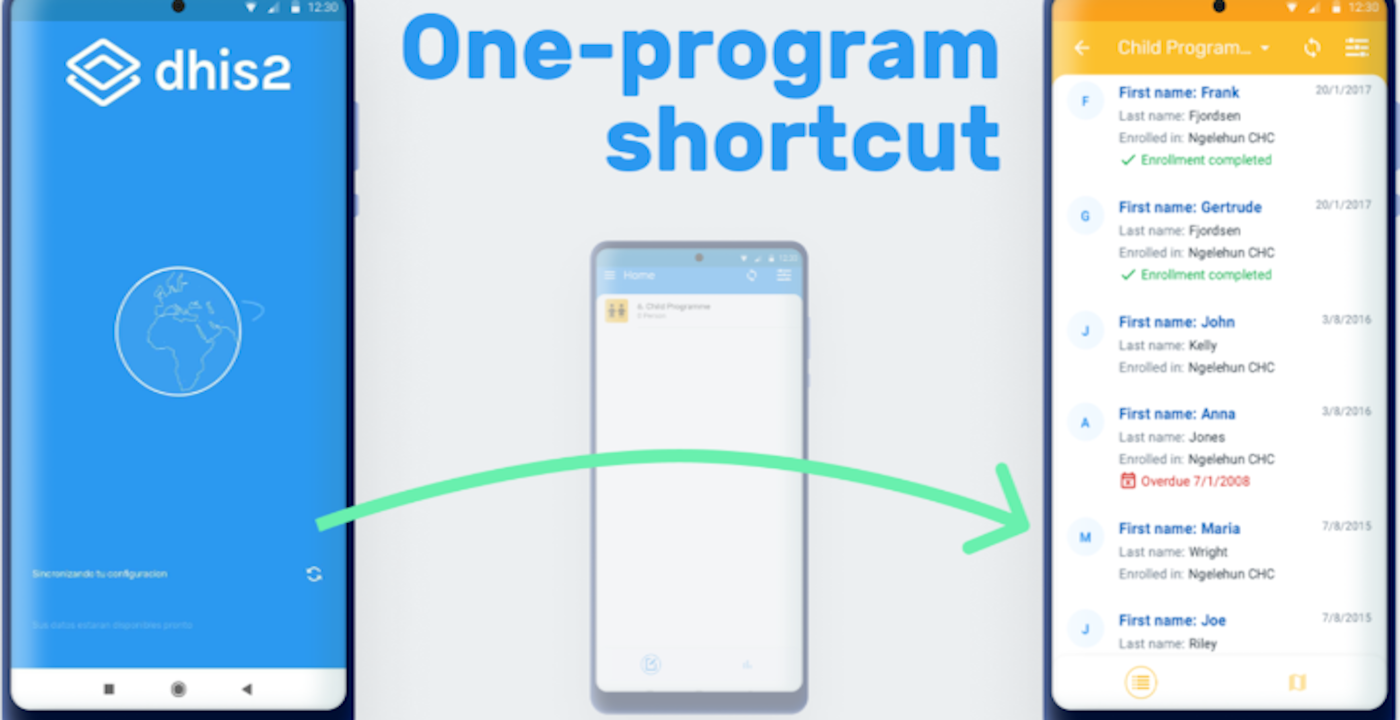 12:30
dhis2
Sincronizando tu configuracion
Sus datos estaran disponibles pronto
One-program
shortcut
12:30
Home
6. Child Programme
12:30
Child Program...
F
First name: Frank
20/1/2017
Last name: Fjordsen
Enrolled in: Ngelehun CHC
Enrollment completed
G
First name: Gertrude
20/1/2017
Last name: Fjordsen
Enrolled in: Ngelehun CHC
Enrollment completed
J
First name: John
3/8/2016
Last name: Kelly
Enrolled in: Ngelehun CHC
A
First name: Anna
3/8/2016
Last name: Jones
Enrolled in: Ngelehun CHC
Overdue 7/1/2008
M
First name: Maria
7/8/2015
Last name: Wright
Enrolled in: Ngelehun CHC
J
First name: Joe
7/8/2015
Last name: Riley